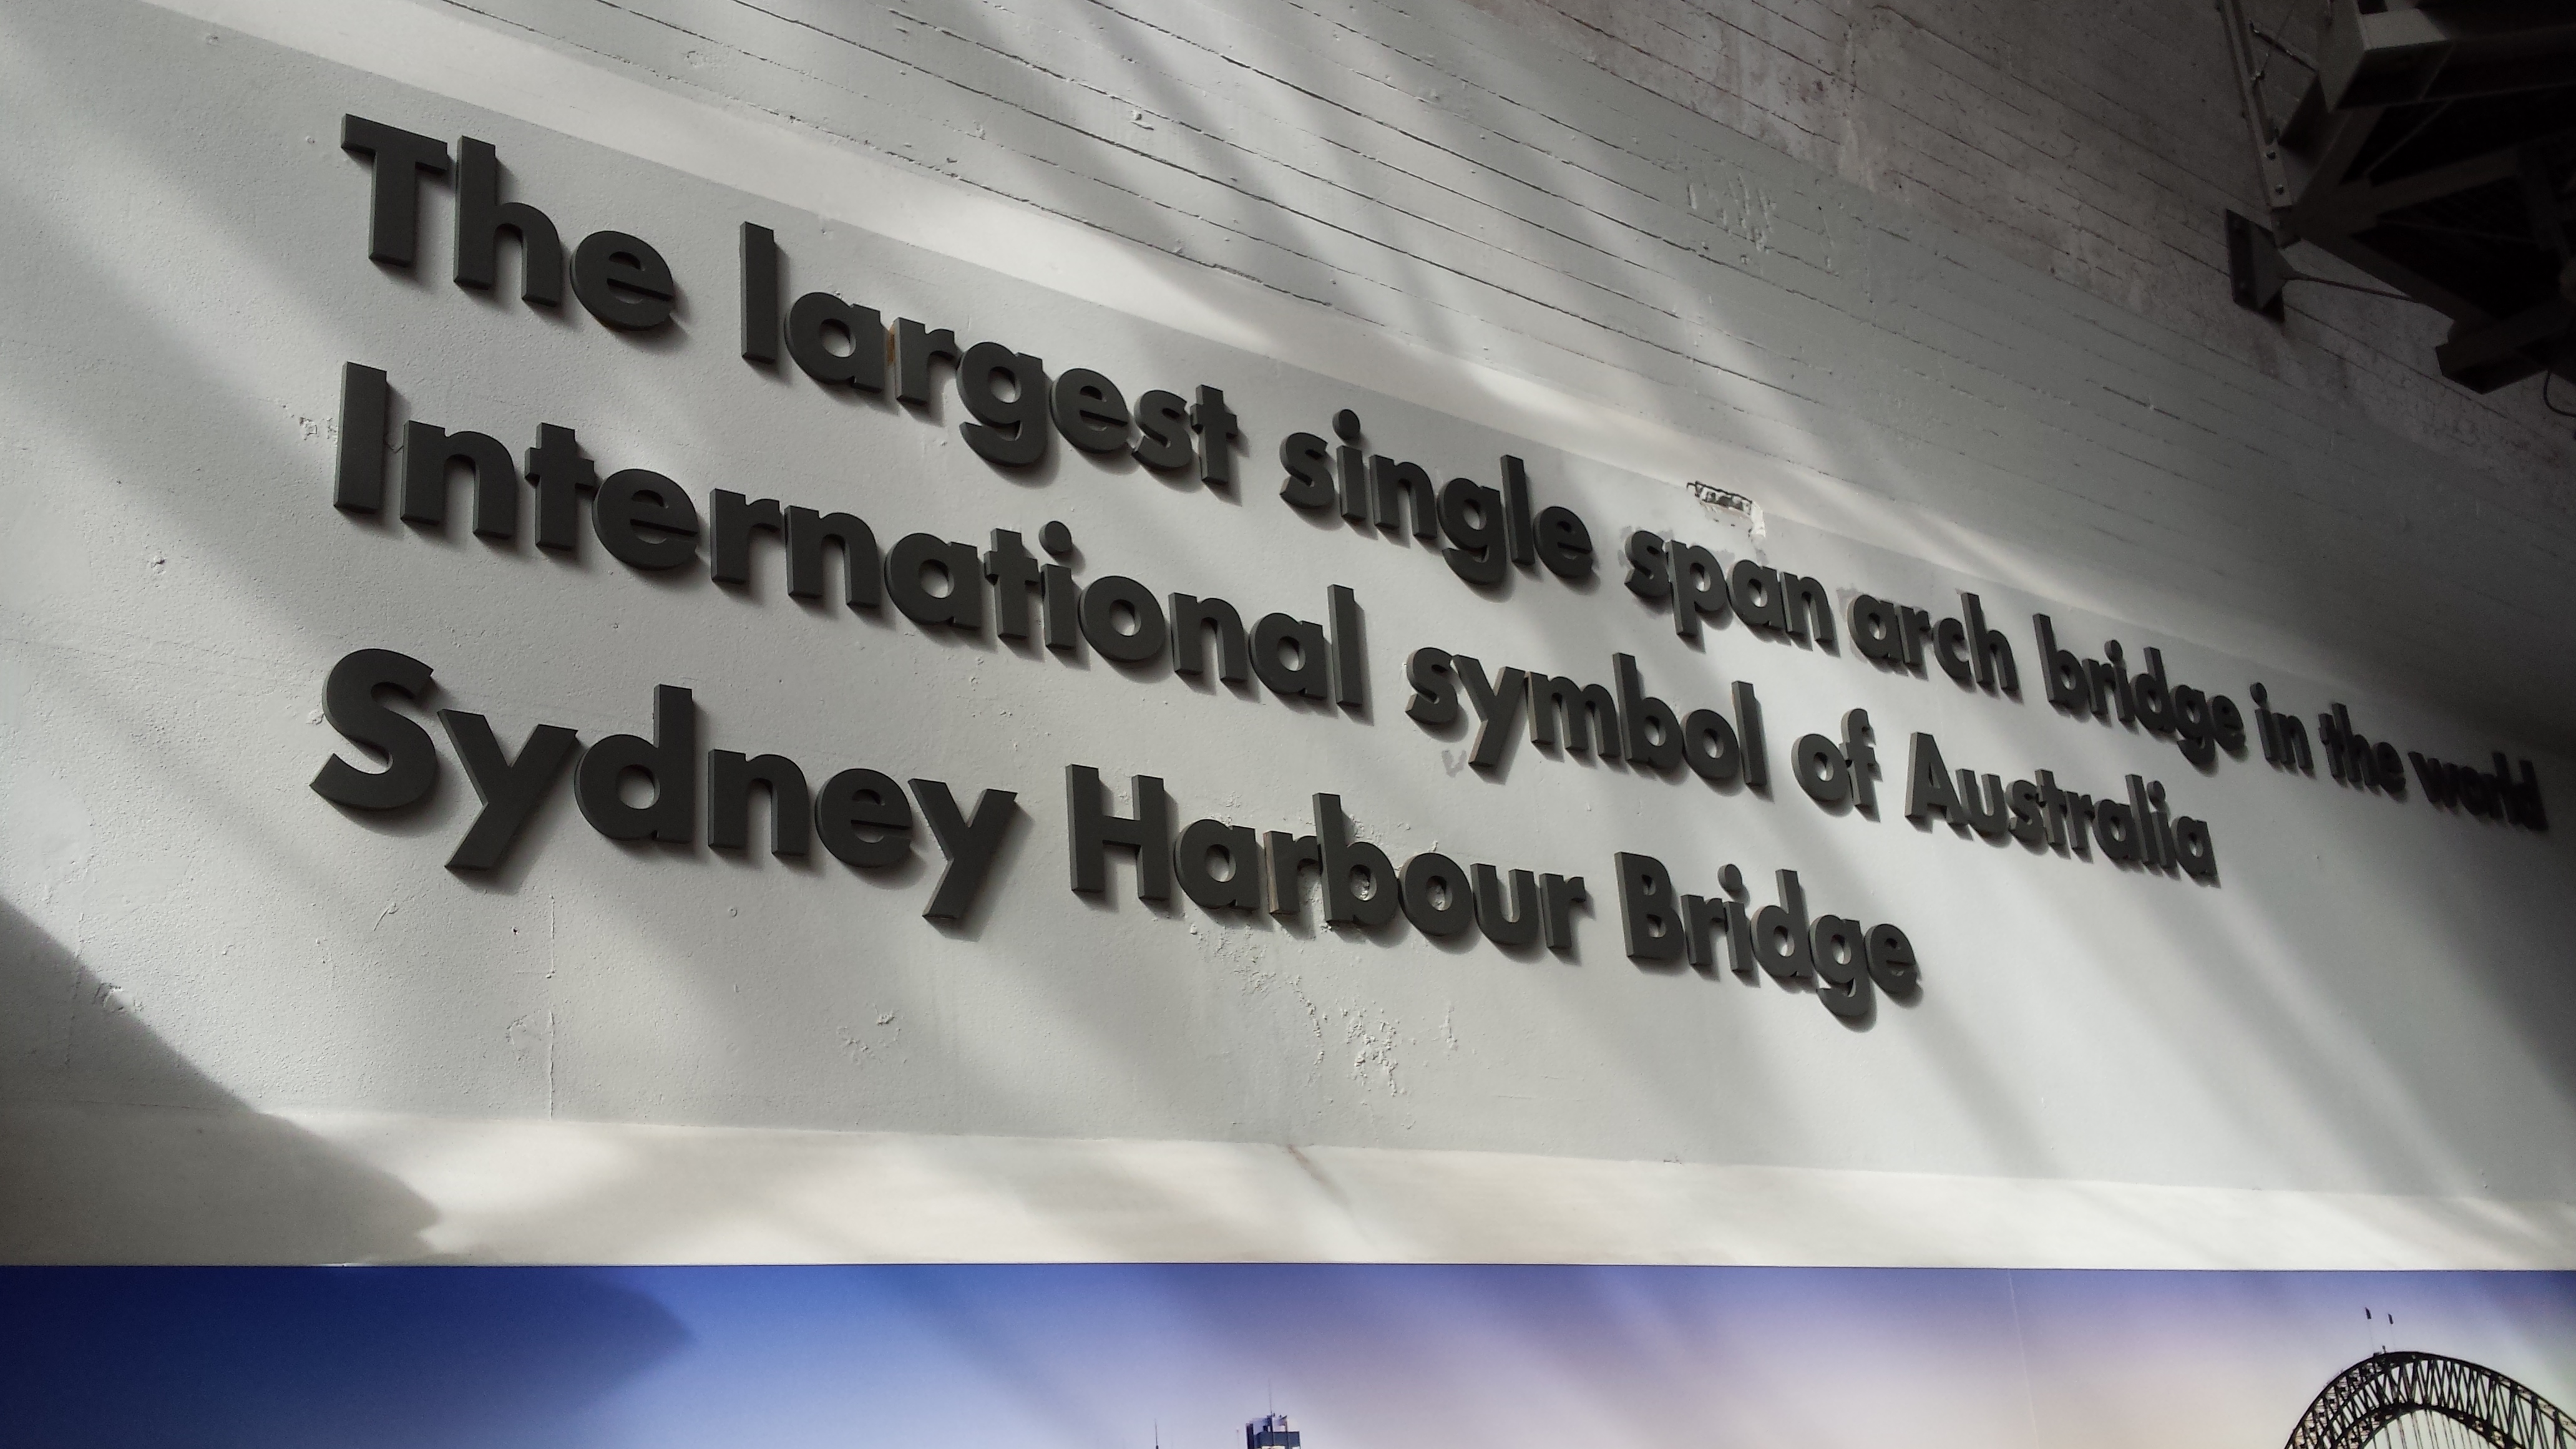 The largest single span arch bridge in the world
International symbol of Australia
Sydney Harbour Bridge